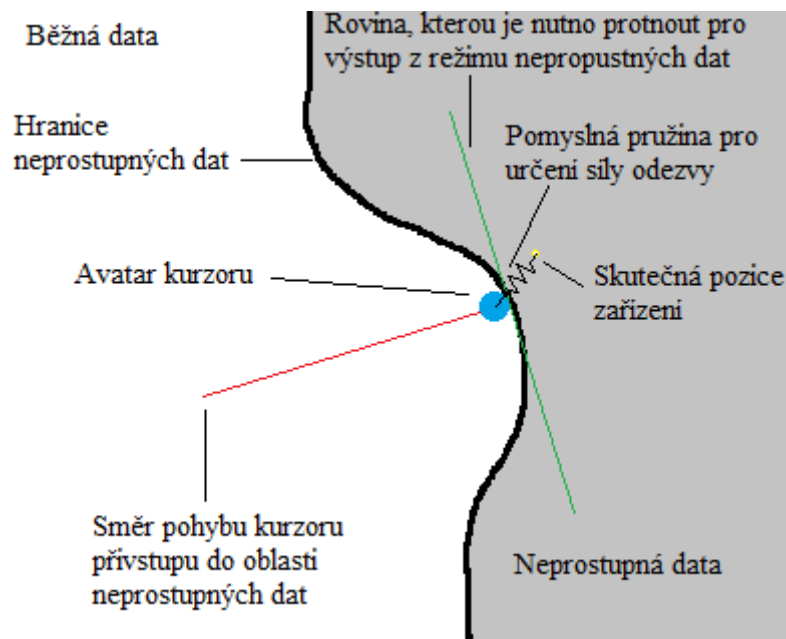 Běžná data
Rovina, kterou je nutno protnout pro
výstup z režimu nepropustných dat
Hranice
neprostupných dat
Pomyslná pružina pro
určení síly odezvy
Avatar kurzoru
Skutečná pozice
zařízení
Směr pohybu kurzoru
přivstupu do oblasti
neprostupných dat
Neprostupná data